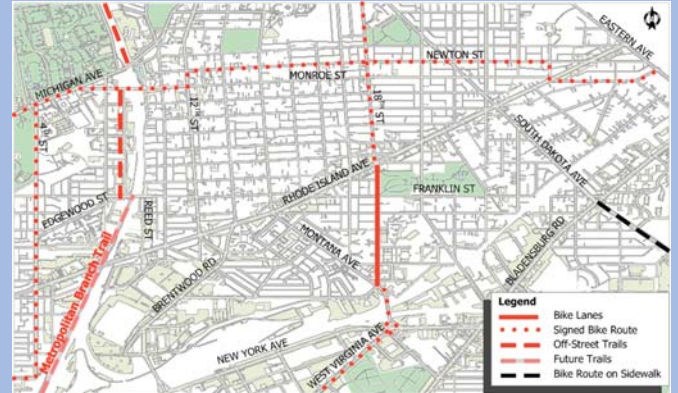 EASTERN AVE
NEWTON ST
MONROE ST
MICHIGAN AVE
12TH ST
18TH ST
4TH ST
SOUTH DAKOTA AVE
RHODE ISLAND AVE
FRANKLIN ST
EDGEWOOD ST
REED ST
MONTANA AVE
BLADENSBURG RD
BRENTWOOD RD
Metropolitan Branch Trail
NEW YORK AVE
WEST VIRGINIA AVE
Legend
Bike Lanes
Signed Bike Route
Off-Street Trails
Future Trails
Bike Route on Sidewalk